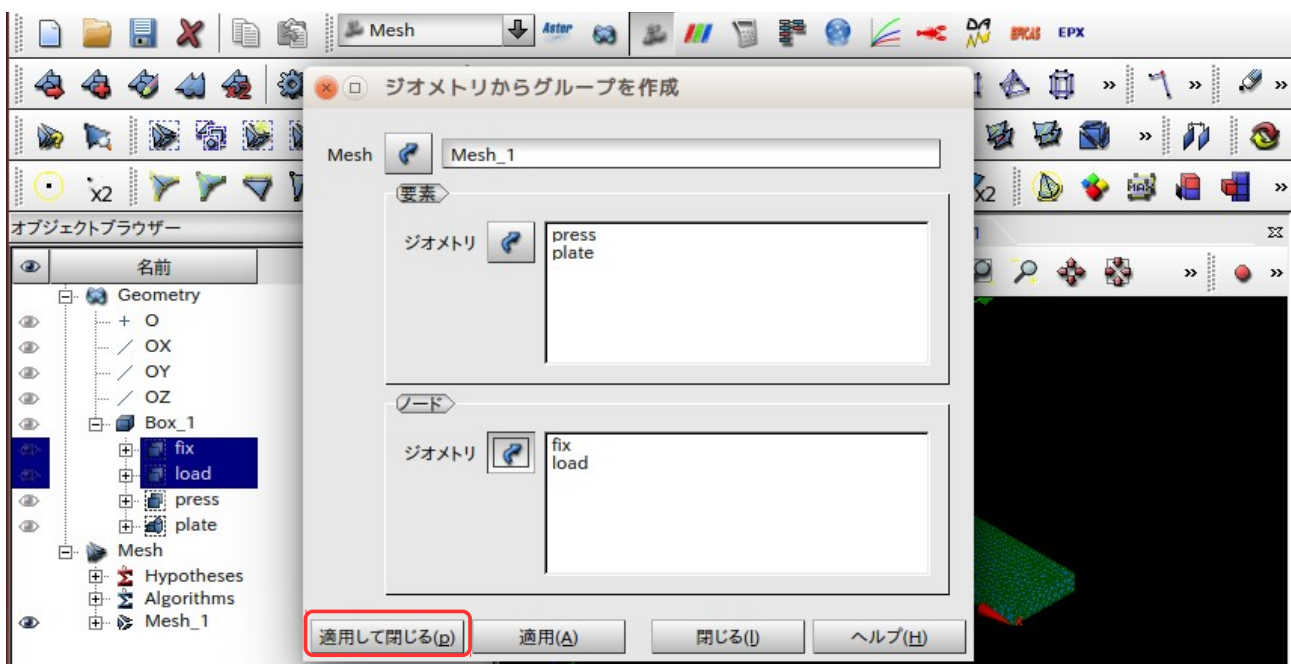 Mesh
Aster
EFICAS
EPX
ジオメトリからグループを作成
»
»
»
Mesh
Mesh_1
»
x2
x2
MAX
»
要素
オブジェクトブラウザー
ジオメトリ
press
plate
名前
»
»
Geometry
O
OX
OY
OZ
ノード
Box_1
fix
ジオメトリ
fix
load
load
press
plate
Mesh
Hypotheses
Algorithms
Mesh_1
適用して閉じる(p)
適用(A)
閉じる(l)
ヘルプ(H)